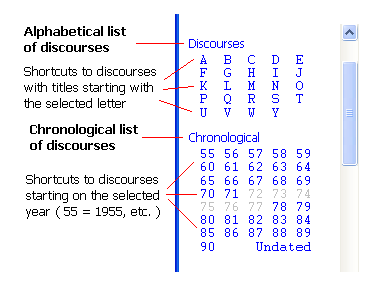 Alphabetical list
of discourses
Discourses
A B C D E
F G H I J
K L M N O
P Q R S T
U V W Y
Shortcuts to discourses
with titles starting with
the selected letter
Chronological list
of discourses
Chronological
55 56 57 58 59
60 61 62 63 64
65 66 67 68 69
70 71 72 73 74
75 76 77 78 79
80 81 82 83 84
85 86 87 88 89
90 Undated
Shortcuts to discourses
starting on the selected
year ( 55 = 1955, etc. )